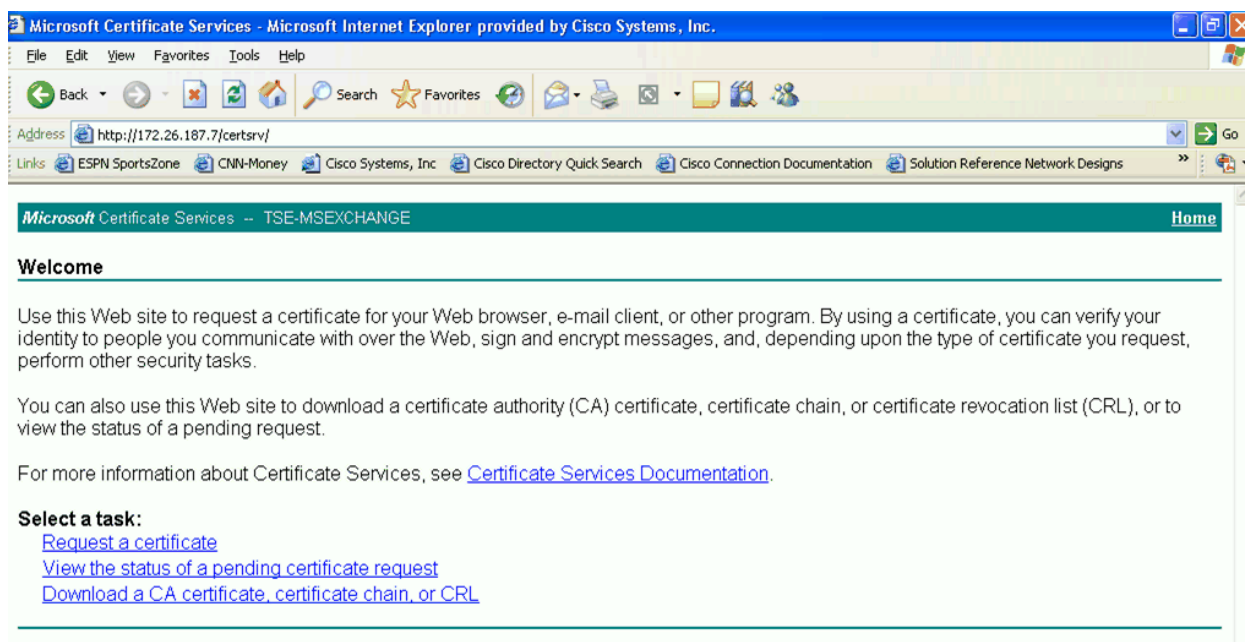 Microsoft Certificate Services - Microsoft Internet Explorer provided by Cisco Systems, Inc.
File Edit View Favorites Tools Help
Back Search Favorites
Address http://172.26.187.7/certsrv/ Go
Links ESPN SportsZone CNN-Money Cisco Systems, Inc Cisco Directory Quick Search Cisco Connection Documentation Solution Reference Network Designs »
Microsoft Certificate Services -- TSE-MSEXCHANGE Home
Welcome
Use this Web site to request a certificate for your Web browser, e-mail client, or other program. By using a certificate, you can verify your
identity to people you communicate with over the Web, sign and encrypt messages, and, depending upon the type of certificate you request,
perform other security tasks.
You can also use this Web site to download a certificate authority (CA) certificate, certificate chain, or certificate revocation list (CRL), or to
view the status of a pending request.
For more information about Certificate Services, see Certificate Services Documentation.
Select a task:
Request a certificate
View the status of a pending certificate request
Download a CA certificate, certificate chain, or CRL